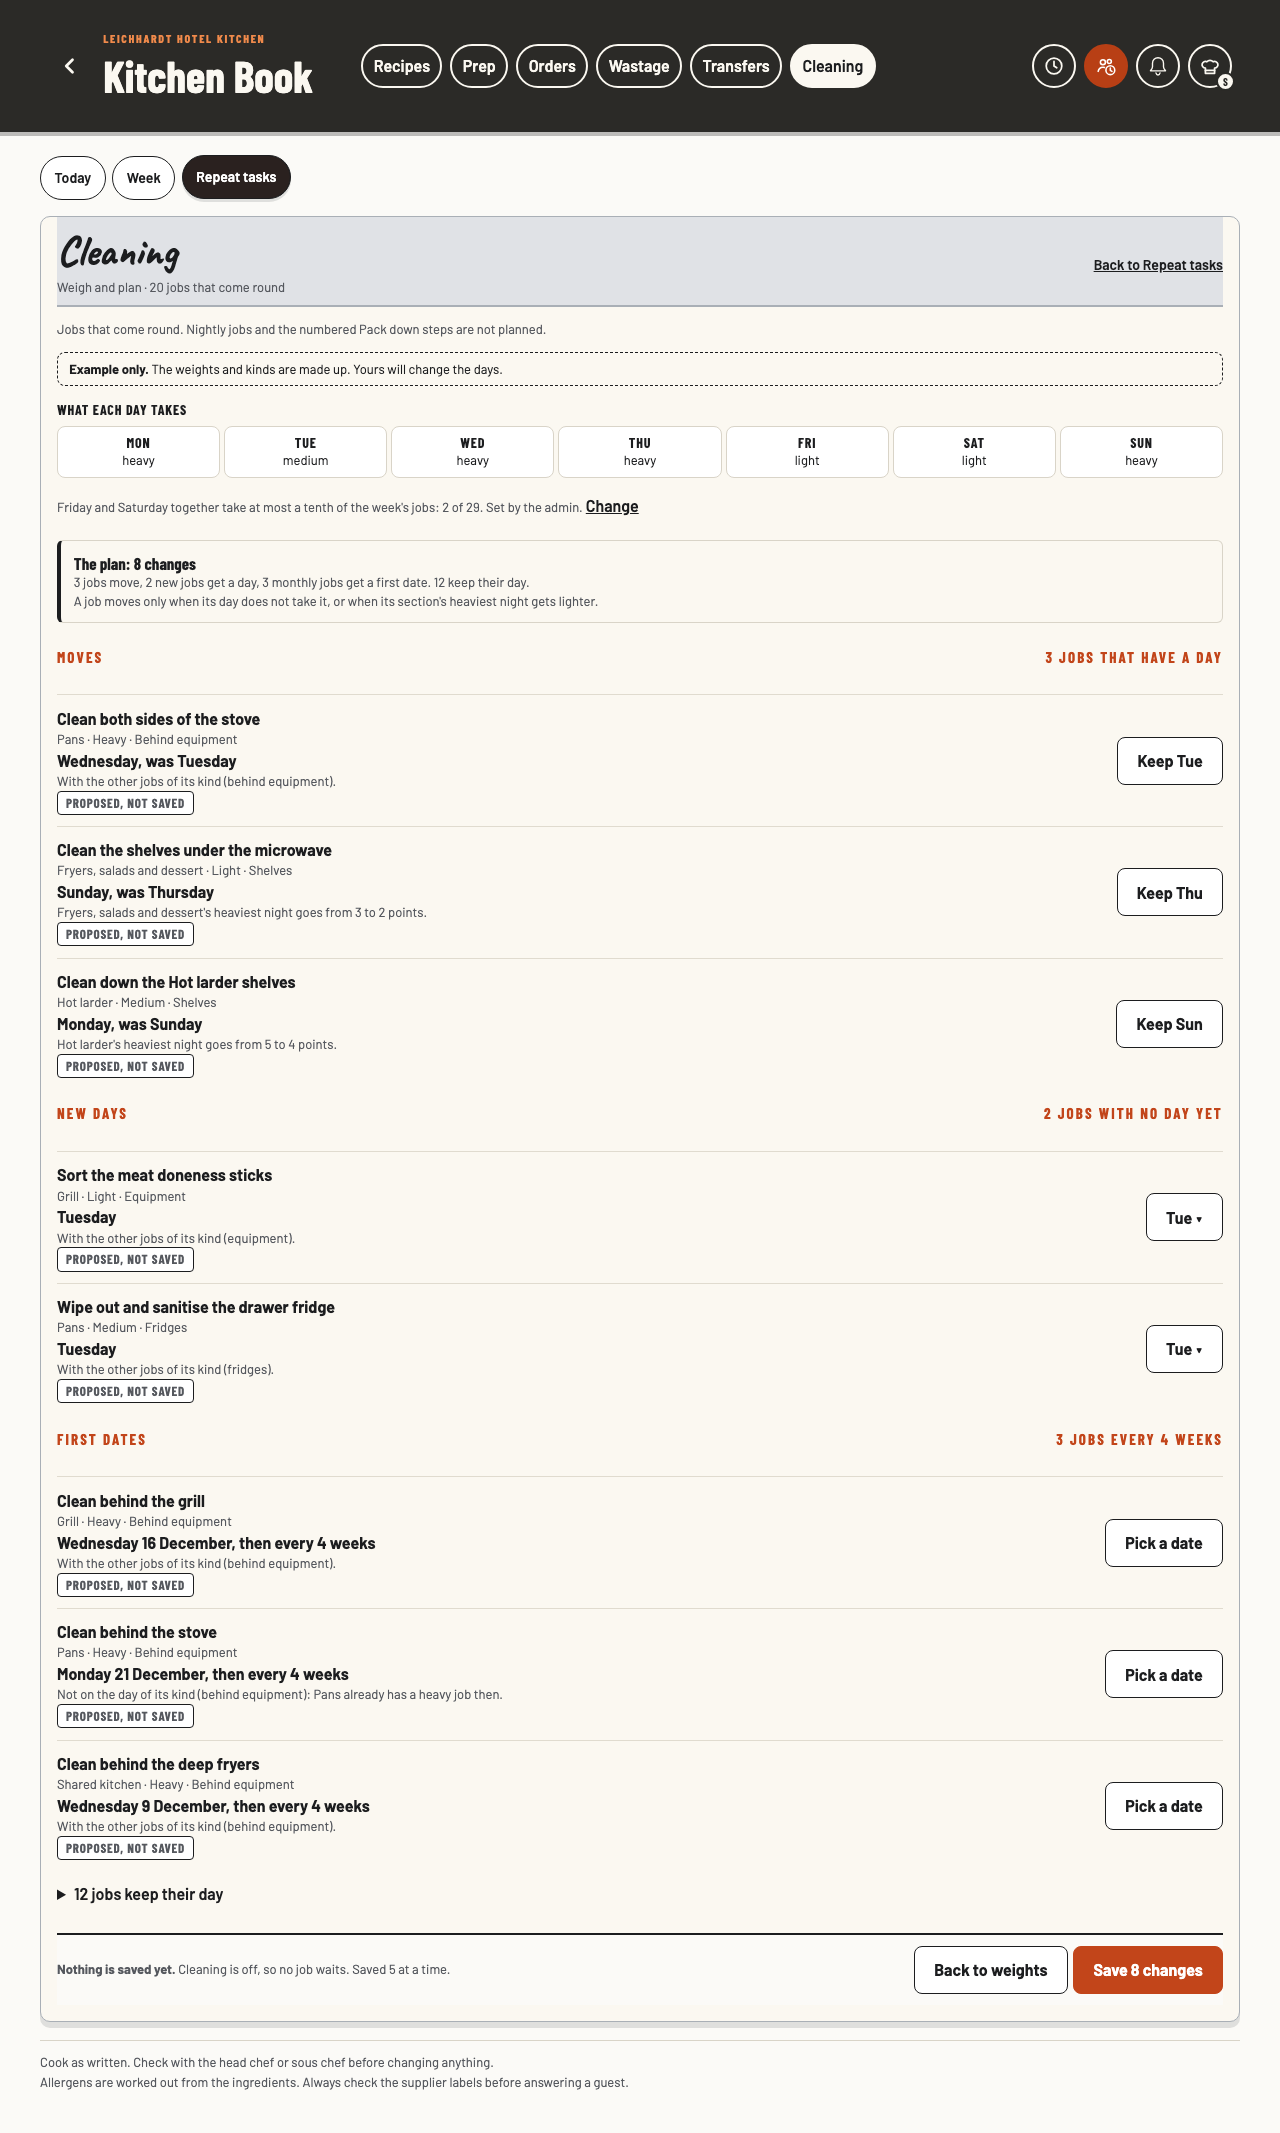 LEICHHARDT HOTEL KITCHEN
Kitchen Book
Recipes
Prep
Orders
Wastage
Transfers
Cleaning
S
Today
Week
Repeat tasks
Cleaning
Weigh and plan · 20 jobs that come round
Back to Repeat tasks
Jobs that come round. Nightly jobs and the numbered Pack down steps are not planned.
Example only. The weights and kinds are made up. Yours will change the days.
WHAT EACH DAY TAKES
MON
heavy
TUE
medium
WED
heavy
THU
heavy
FRI
light
SAT
light
SUN
heavy
Friday and Saturday together take at most a tenth of the week's jobs: 2 of 29. Set by the admin. Change
The plan: 8 changes
3 jobs move, 2 new jobs get a day, 3 monthly jobs get a first date. 12 keep their day.
A job moves only when its day does not take it, or when its section's heaviest night gets lighter.
MOVES
3 JOBS THAT HAVE A DAY
Clean both sides of the stove
Pans · Heavy · Behind equipment
Wednesday, was Tuesday
With the other jobs of its kind (behind equipment).
PROPOSED, NOT SAVED
Keep Tue
Clean the shelves under the microwave
Fryers, salads and dessert · Light · Shelves
Sunday, was Thursday
Fryers, salads and dessert's heaviest night goes from 3 to 2 points.
PROPOSED, NOT SAVED
Keep Thu
Clean down the Hot larder shelves
Hot larder · Medium · Shelves
Monday, was Sunday
Hot larder's heaviest night goes from 5 to 4 points.
PROPOSED, NOT SAVED
Keep Sun
NEW DAYS
2 JOBS WITH NO DAY YET
Sort the meat doneness sticks
Grill · Light · Equipment
Tuesday
With the other jobs of its kind (equipment).
PROPOSED, NOT SAVED
Tue ▾
Wipe out and sanitise the drawer fridge
Pans · Medium · Fridges
Tuesday
With the other jobs of its kind (fridges).
PROPOSED, NOT SAVED
Tue ▾
FIRST DATES
3 JOBS EVERY 4 WEEKS
Clean behind the grill
Grill · Heavy · Behind equipment
Wednesday 16 December, then every 4 weeks
With the other jobs of its kind (behind equipment).
PROPOSED, NOT SAVED
Pick a date
Clean behind the stove
Pans · Heavy · Behind equipment
Monday 21 December, then every 4 weeks
Not on the day of its kind (behind equipment): Pans already has a heavy job then.
PROPOSED, NOT SAVED
Pick a date
Clean behind the deep fryers
Shared kitchen · Heavy · Behind equipment
Wednesday 9 December, then every 4 weeks
With the other jobs of its kind (behind equipment).
PROPOSED, NOT SAVED
Pick a date
▶ 12 jobs keep their day
Nothing is saved yet. Cleaning is off, so no job waits. Saved 5 at a time.
Back to weights
Save 8 changes
Cook as written. Check with the head chef or sous chef before changing anything.
Allergens are worked out from the ingredients. Always check the supplier labels before answering a guest.